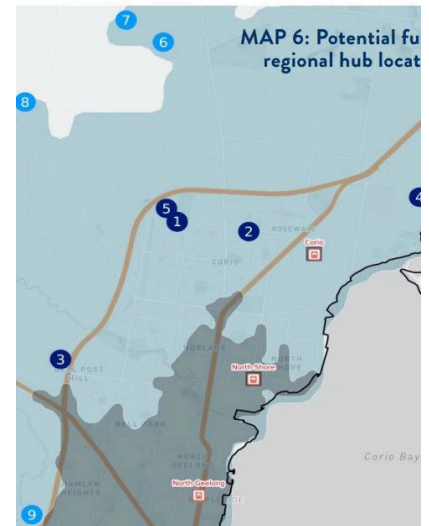 MAP 6: Potential fu
regional hub locat
7
6
8
5
1
2
4
3
9
ROSEWALL
Corio
CORIO
NORLANE
North Shore
NORTH
SHORE
BELL POST
HILL
BELL PARK
NORTH
GEELONG
HAMLYN
HEIGHTS
North Geelong
Corio Bay